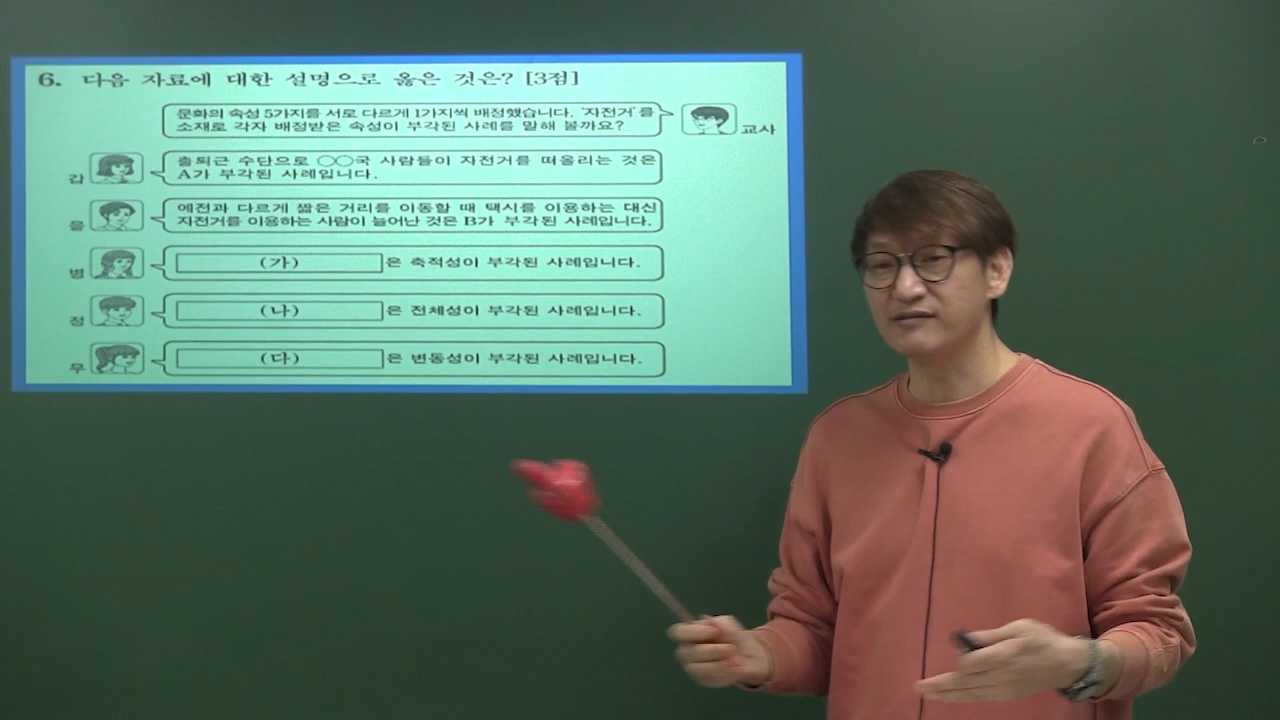 6. 다음 자료에 대한 설명으로 옳은 것은? [3점]
문화의 속성 5가지를 서로 다르게 1가지씩 배정했습니다. '자전거'를
소재로 각자 배정받은 속성이 부각된 사례를 말해 볼까요?
교사
갑
출퇴근 수단으로 ○○국 사람들이 자전거를 떠올리는 것은
A가 부각된 사례입니다.
을
예전과 다르게 짧은 거리를 이동할 때 택시를 이용하는 대신
자전거를 이용하는 사람이 늘어난 것은 B가 부각된 사례입니다.
병
(가) 은 축적성이 부각된 사례입니다.
정
(나) 은 전체성이 부각된 사례입니다.
무
(다) 은 변동성이 부각된 사례입니다.